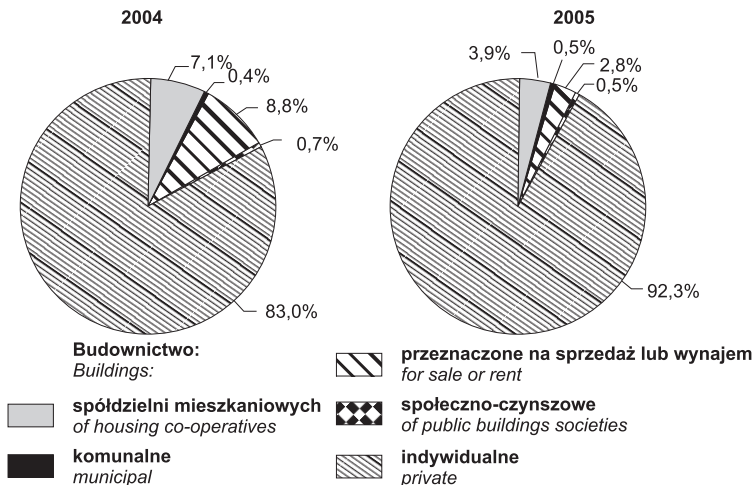 2004
7,1%
0,4%
8,8%
0,7%
83,0%
2005
3,9%
0,5%
2,8%
0,5%
92,3%
Budownictwo:
Buildings:
spółdzielni mieszkaniowych
of housing co-operatives
komunalne
municipal
przeznaczone na sprzedaż lub wynajem
for sale or rent
społeczno-czynszowe
of public buildings societies
indywidualne
private